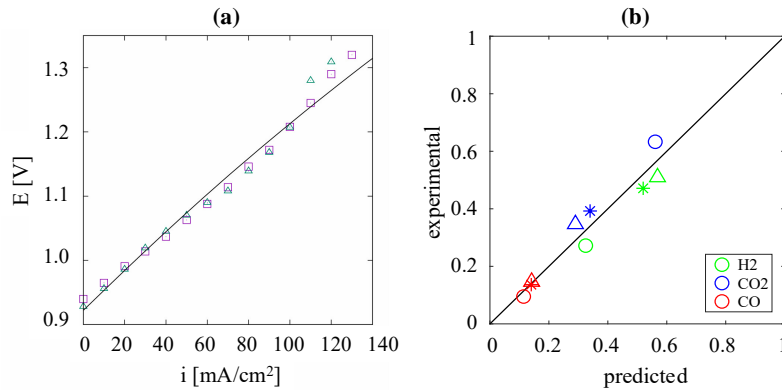 (a)
E [V]
1.3
1.2
1.1
1.0
0.9
0 20 40 60 80 100 120 140
i [mA/cm²]
(b)
experimental
1
0.8
0.6
0.4
0.2
0
0 0.2 0.4 0.6 0.8 1
predicted
H2
CO2
CO